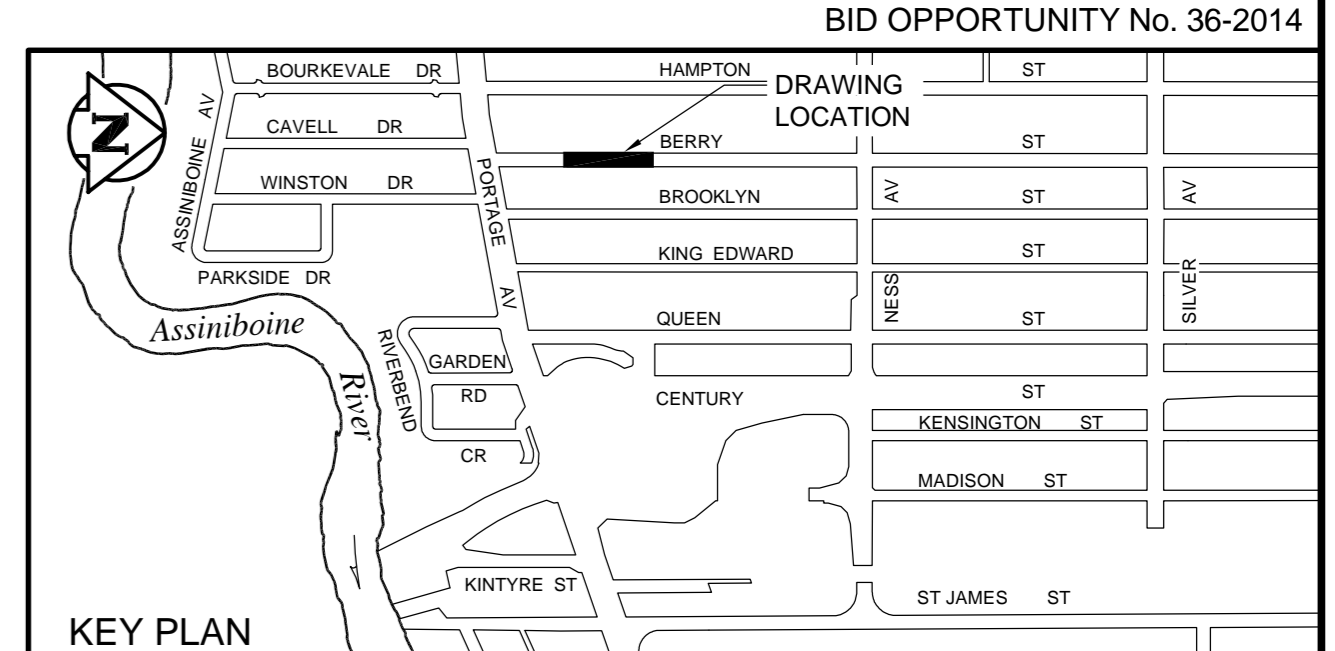 BID OPPORTUNITY No. 36-2014
N
BOURKEVALE DR
HAMPTON ST
DRAWING
LOCATION
ASSINIBOINE AV
CAVELL DR
BERRY ST
WINSTON DR
PORTAGE AV
BROOKLYN ST
NESS AV
SILVER AV
KING EDWARD ST
PARKSIDE DR
Assiniboine
River
QUEEN ST
RIVERBEND
CR
GARDEN
RD
CENTURY ST
KENSINGTON ST
MADISON ST
KINTYRE ST
ST JAMES ST
KEY PLAN